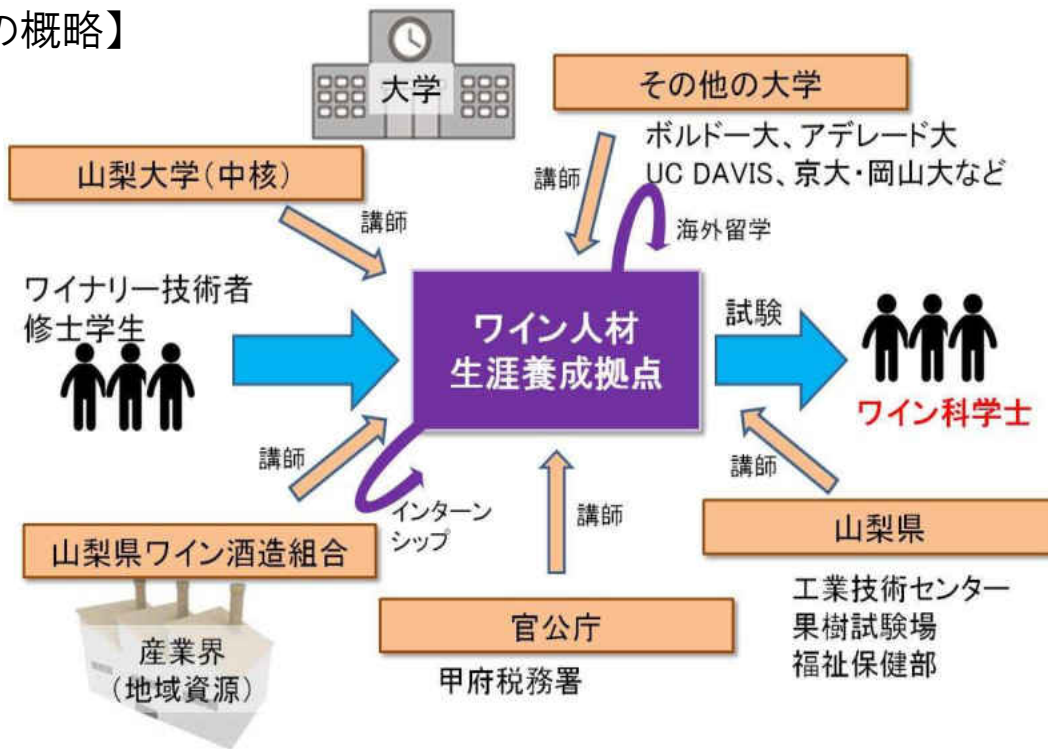 の概略】
大学
その他の大学
ボルドー大、アデレード大
UC DAVIS、京大・岡山大など
山梨大学(中核)
講師
講師
海外留学
ワイナリー技術者
修士学生
ワイン人材
生涯養成拠点
試験
ワイン科学士
講師
インターン
シップ
講師
講師
山梨県ワイン酒造組合
産業界
(地域資源)
官公庁
甲府税務署
山梨県
工業技術センター
果樹試験場
福祉保健部